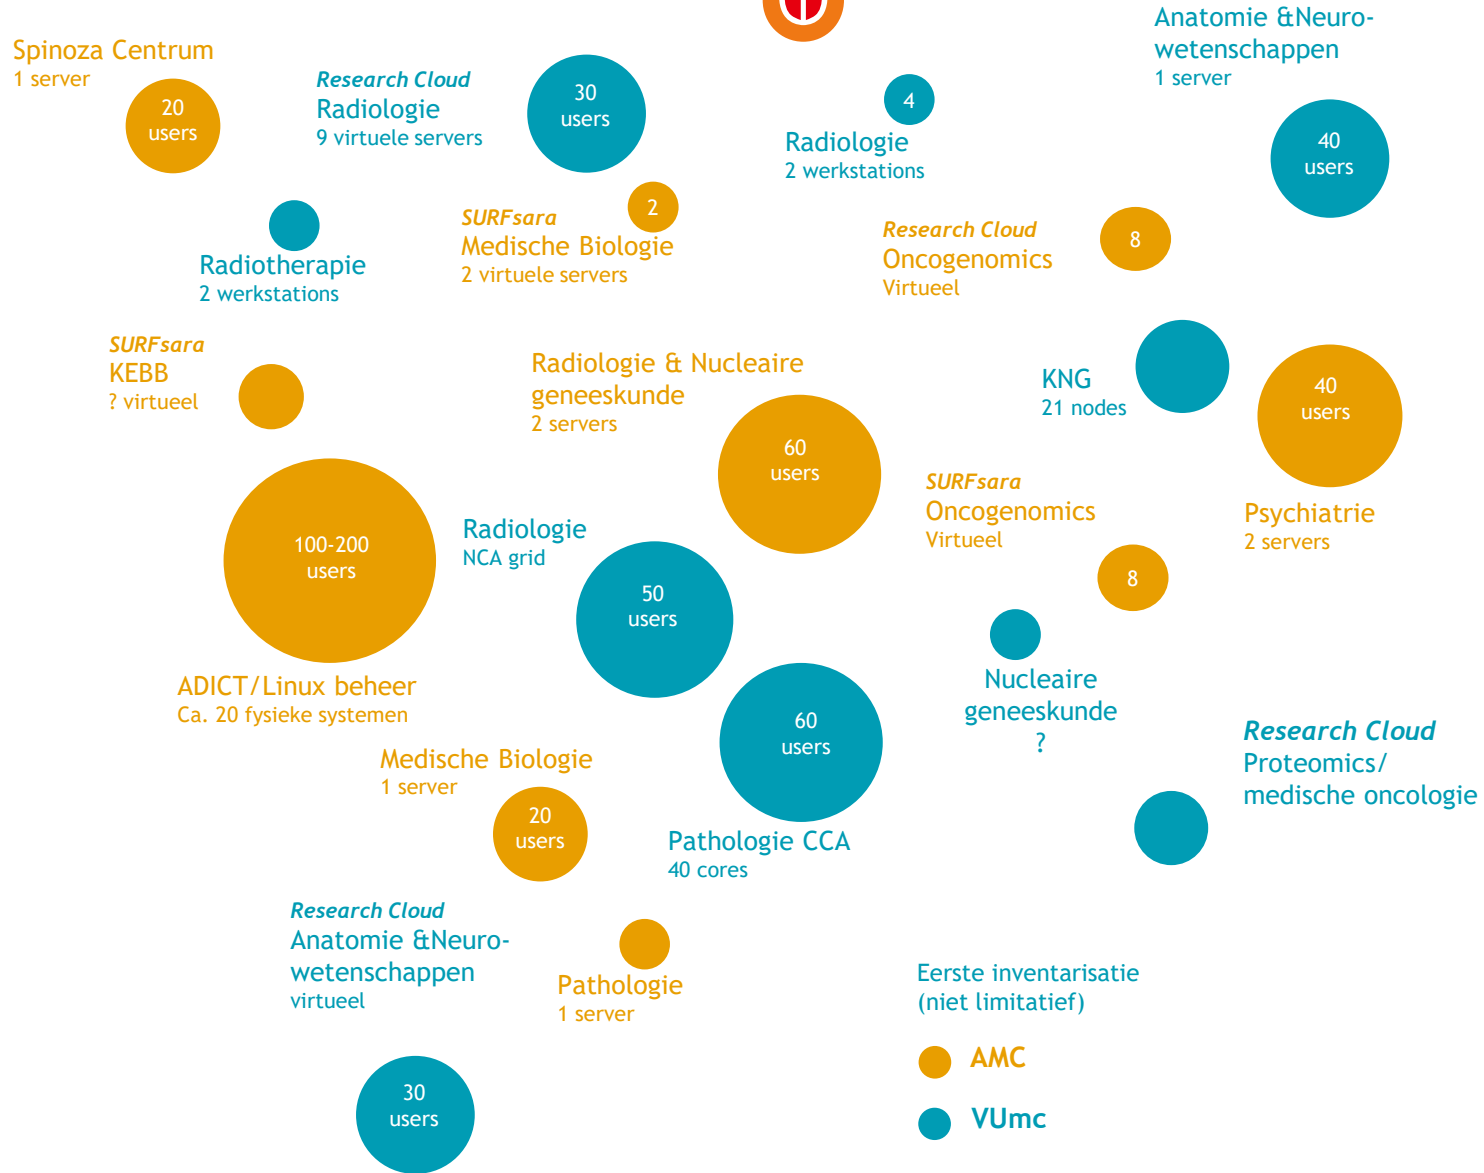 Spinoza Centrum
1 server
20
users
Research Cloud
Radiologie
9 virtuele servers
30
users
4
Radiologie
2 werkstations
Anatomie &Neuro-
wetenschappen
1 server
40
users
Radiotherapie
2 werkstations
SURFsara
Medische Biologie
2 virtuele servers
2
Research Cloud
Oncogenomics
Virtueel
8
SURFsara
KEBB
? virtueel
Radiologie & Nucleaire
geneeskunde
2 servers
60
users
KNG
21 nodes
40
users
Psychiatrie
2 servers
100-200
users
ADICT/Linux beheer
Ca. 20 fysieke systemen
Radiologie
NCA grid
50
users
SURFsara
Oncogenomics
Virtueel
8
Nucleaire
geneeskunde
?
60
users
Pathologie CCA
40 cores
Research Cloud
Proteomics/
medische oncologie
Medische Biologie
1 server
20
users
Research Cloud
Anatomie &Neuro-
wetenschappen
virtueel
30
users
Pathologie
1 server
Eerste inventarisatie
(niet limitatief)
AMC
VUmc